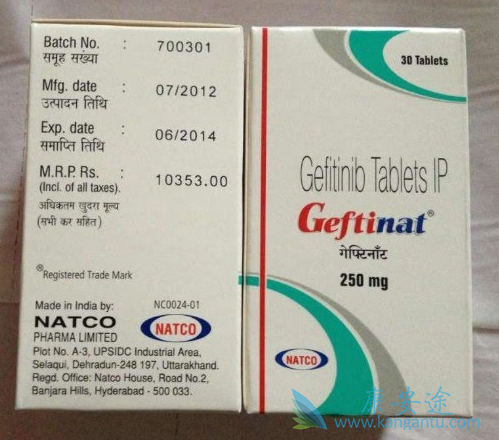 Batch No. : 700301
समूह संख्या
Mfg. date : 07/2012
उत्पादन तिथि
Exp. date : 06/2014
समाप्ति तिथि
M.R.P. Rs. : 10353.00
(Incl. of all taxes).
अधिकतम खुदरा मूल्य
(सभी कर सहित)
®Registered Trade Mark
Made in India by: NC0024-01
NATCO
PHARMA LIMITED
NATCO
Plot No. A-3, UPSIDC Industrial Area,
Selaqui, Dehradun-248 197, Uttarakhand.
Regd. Office: Natco House, Road No.2,
Banjara Hills, Hyderabad - 500 033.
30 Tablets
Gefitinib Tablets IP
Geftinat®
गेफ्टिनॅाट
250 mg
NATCO
康安途
www.kangantu.com